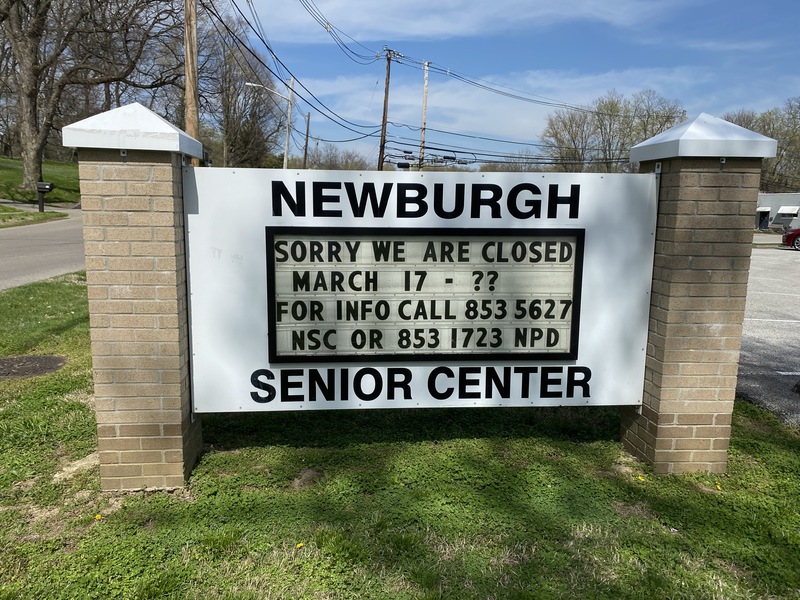 NEWBURGH
SORRY WE ARE CLOSED
MARCH 17 - ??
FOR INFO CALL 853 5627
NSC OR 853 1723 NPD
SENIOR CENTER